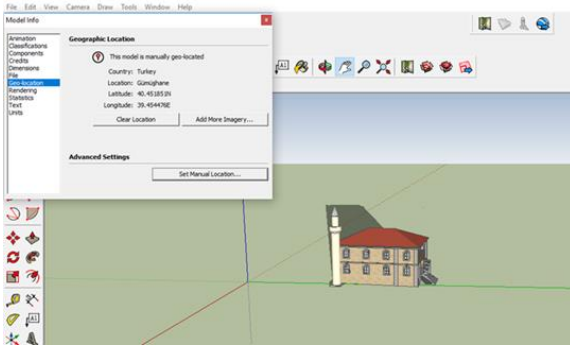 File Edit View Camera Draw Tools Window Help
Model Info
Animation
Classifications
Components
Credits
Dimensions
File
Geo-location
Rendering
Statistics
Text
Units
Geographic Location
This model is manually geo-located
Country: Turkey
Location: Gümüşhane
Latitude: 40.451851N
Longitude: 39.454476E
Clear Location
Add More Imagery...
Advanced Settings
Set Manual Location...
A1
A1